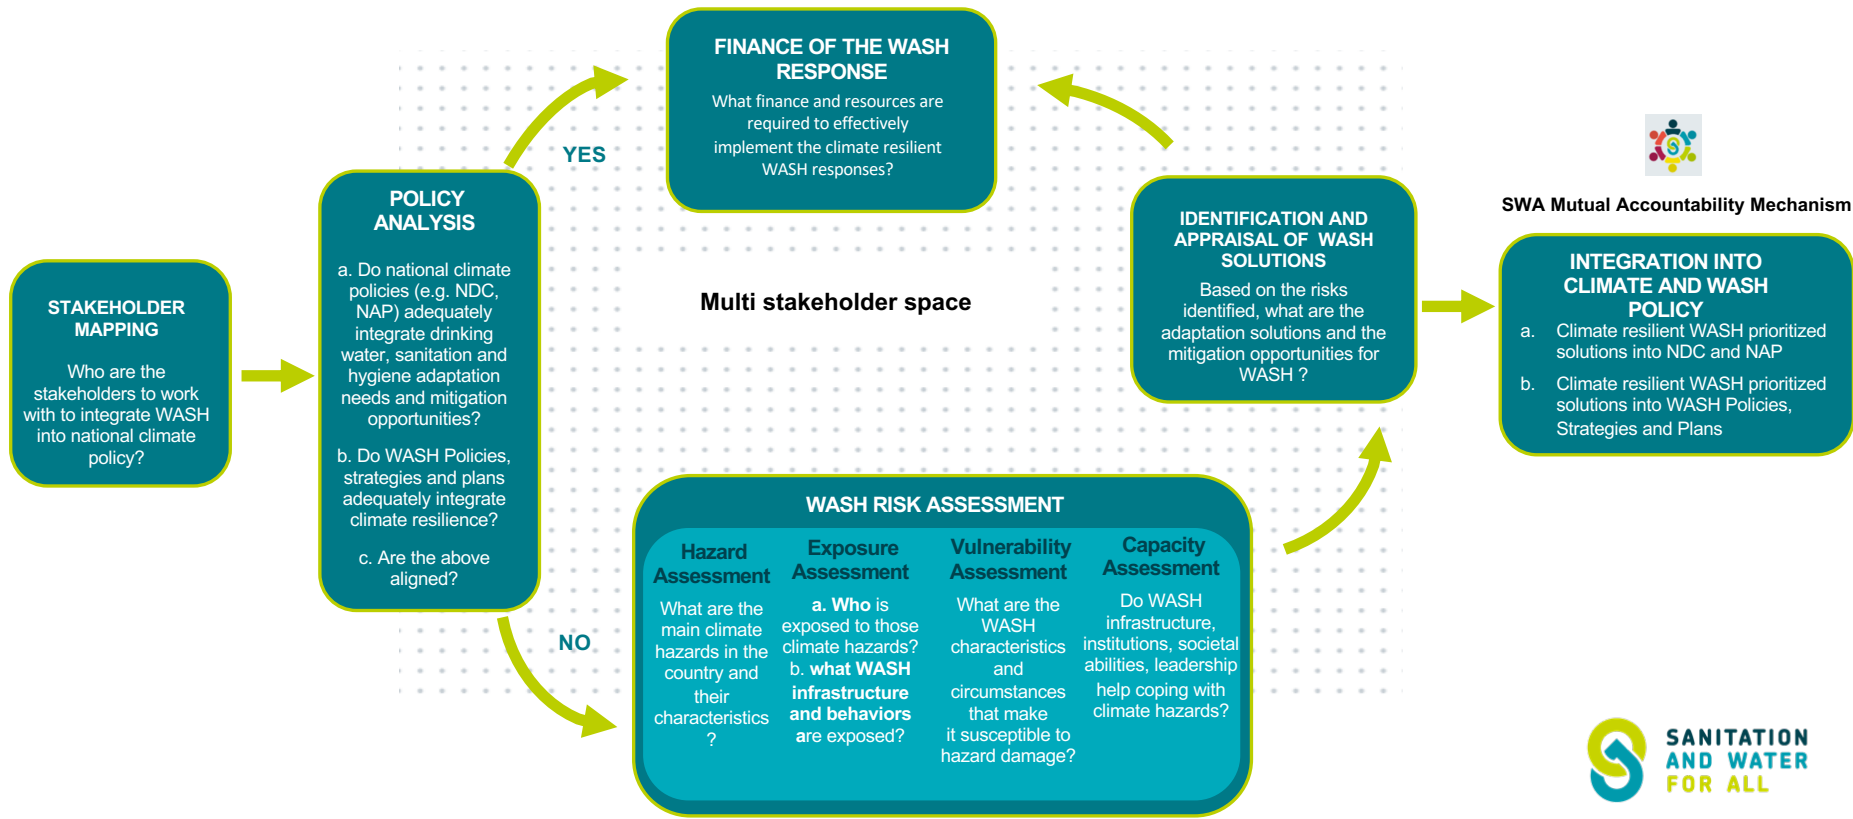 STAKEHOLDER
MAPPING
Who are the
stakeholders to work
with to integrate WASH
into national climate
policy?
POLICY
ANALYSIS
a. Do national climate
policies (e.g. NDC,
NAP) adequately
integrate drinking
water, sanitation and
hygiene adaptation
needs and mitigation
opportunities?
b. Do WASH Policies,
strategies and plans
adequately integrate
climate resilience?
c. Are the above
aligned?
YES
NO
FINANCE OF THE WASH
RESPONSE
What finance and resources are
required to effectively
implement the climate resilient
WASH responses?
Multi stakeholder space
WASH RISK ASSESSMENT
Hazard
Assessment
What are the
main climate
hazards in the
country and
their
characteristics
?
Exposure
Assessment
a. Who is
exposed to those
climate hazards?
b. what WASH
infrastructure
and behaviors
are exposed?
Vulnerability
Assessment
What are the
WASH
characteristics
and
circumstances
that make
it susceptible to
hazard damage?
Capacity
Assessment
Do WASH
infrastructure,
institutions, societal
abilities, leadership
help coping with
climate hazards?
IDENTIFICATION AND
APPRAISAL OF WASH
SOLUTIONS
Based on the risks
identified, what are the
adaptation solutions and the
mitigation opportunities for
WASH ?
SWA Mutual Accountability Mechanism
INTEGRATION INTO
CLIMATE AND WASH
POLICY
a. Climate resilient WASH prioritized
solutions into NDC and NAP
b. Climate resilient WASH prioritized
solutions into WASH Policies,
Strategies and Plans
SANITATION
AND WATER
FOR ALL